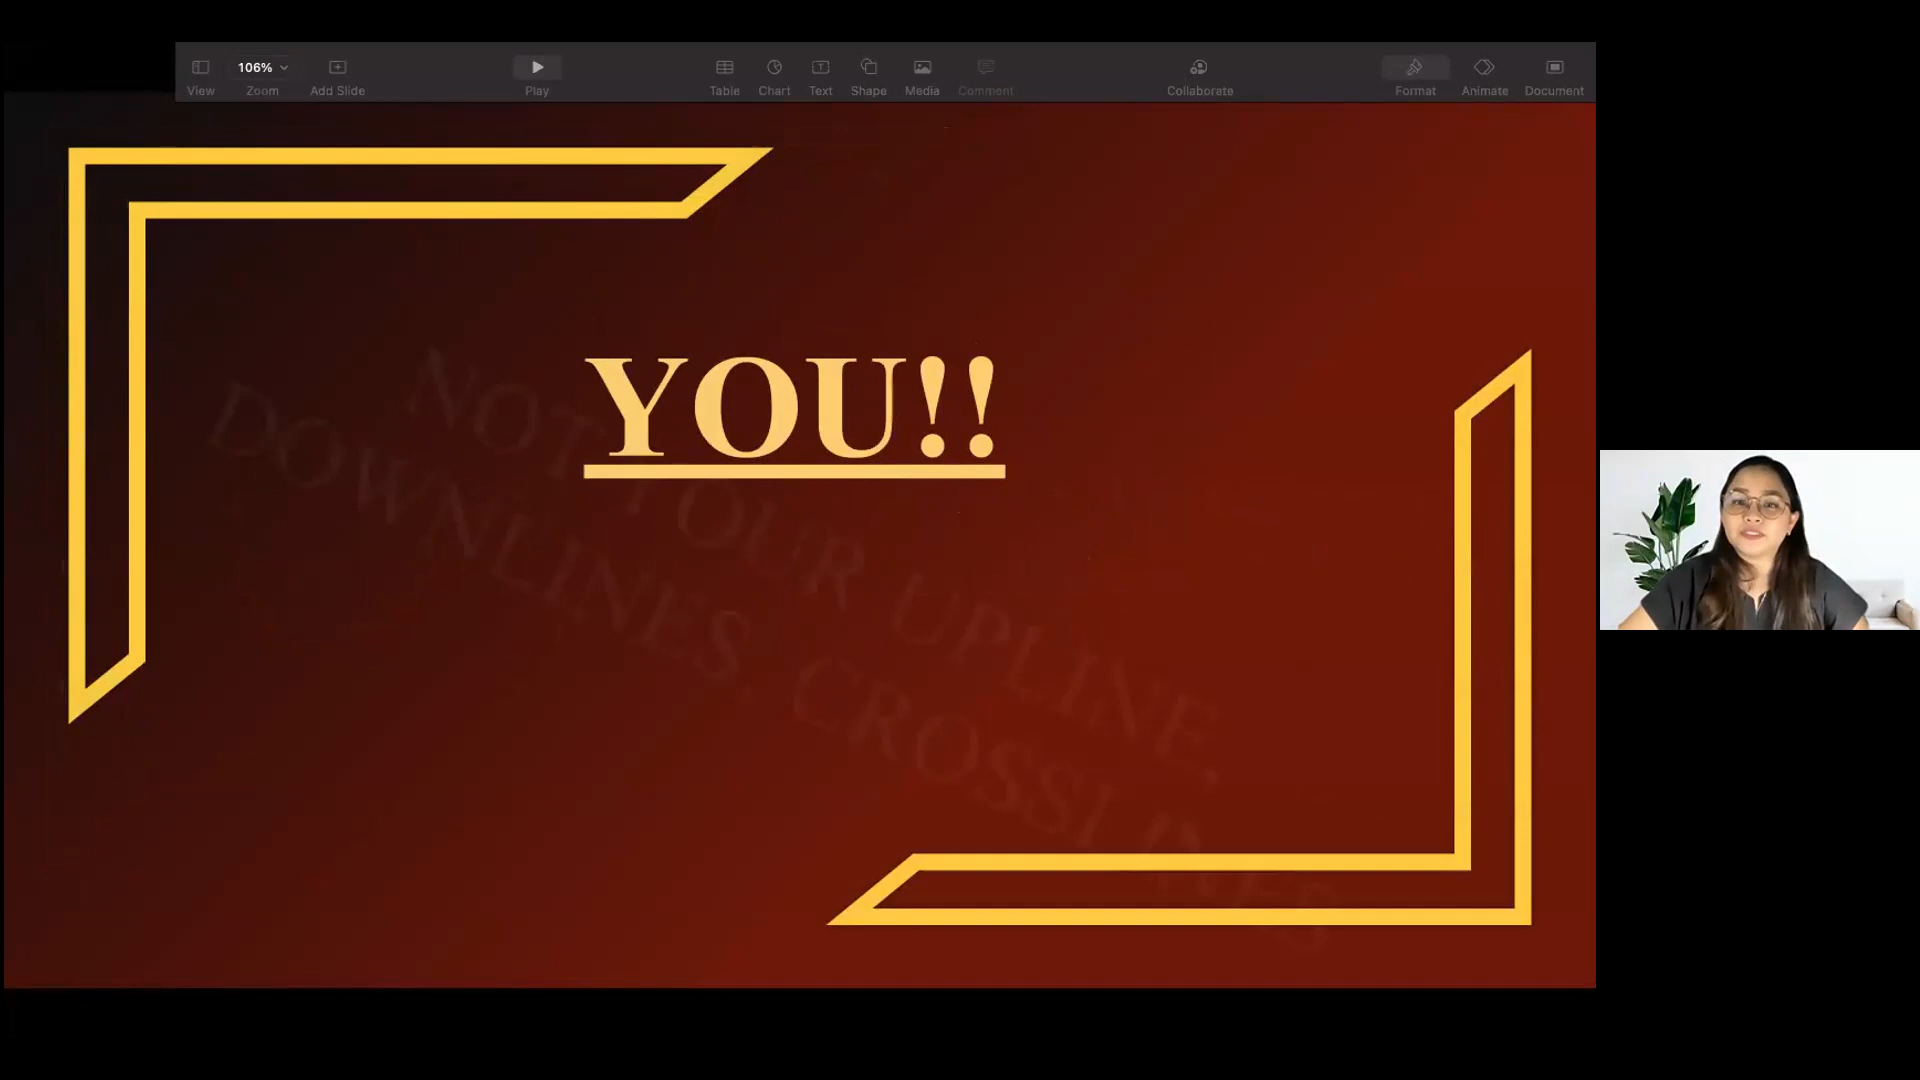 106%
View Zoom Add Slide Play Table Chart Text Shape Media Comment Collaborate Format Animate Document
YOU!!
NOT YOUR UPLINE,
DOWNLINES, CROSSLINES